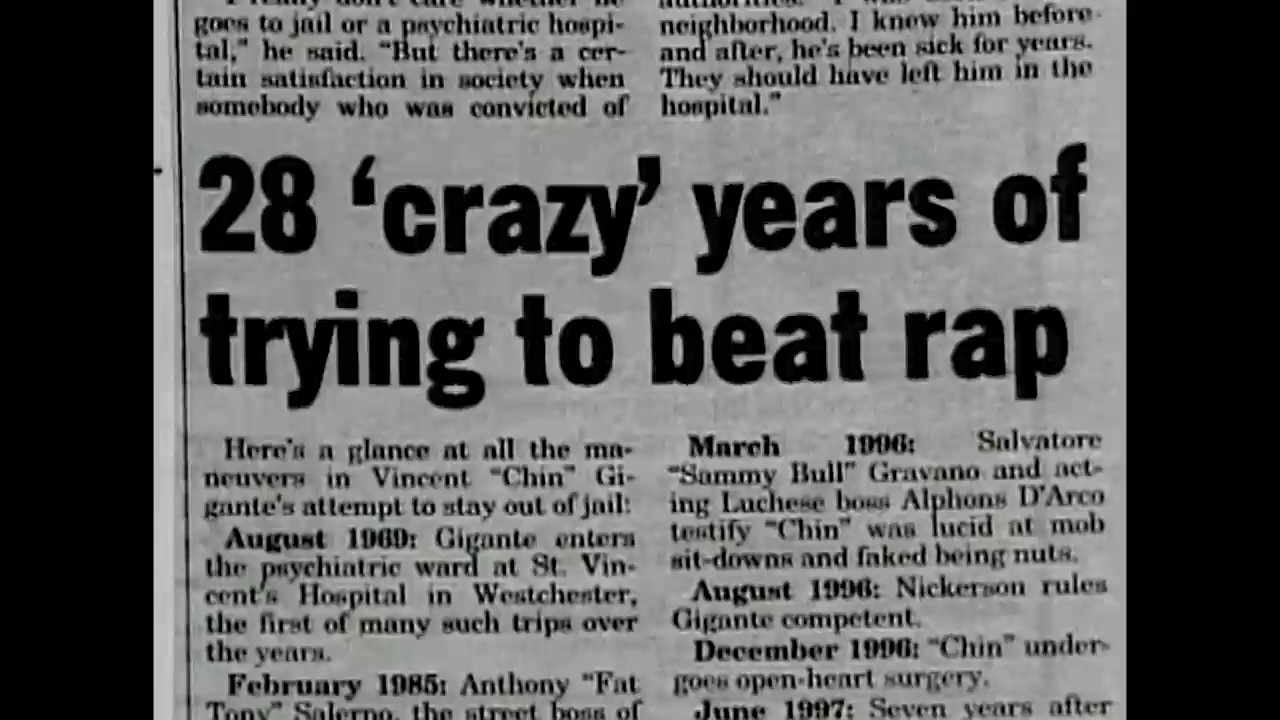 goes to jail or a psychiatric hospi-
tal," he said. "But there's a cer-
tain satisfaction in society when
somebody who was convicted of
neighborhood. I know him before
and after, he's been sick for years.
They should have left him in the
hospital."
28 'crazy' years of
trying to beat rap
Here's a glance at all the ma-
neuvers in Vincent "Chin" Gi-
gante's attempt to stay out of jail:
August 1969: Gigante enters
the psychiatric ward at St. Vin-
cent's Hospital in Westchester,
the first of many such trips over
the years.
February 1985: Anthony "Fat
Tony" Salerno, the street boss of
March 1996: Salvatore
"Sammy Bull" Gravano and act-
ing Luchese boss Alphons D'Arco
testify "Chin" was lucid at mob
sit-downs and faked being nuts.
August 1996: Nickerson rules
Gigante competent.
December 1996: "Chin" under-
goes open-heart surgery.
June 1997: Seven years after